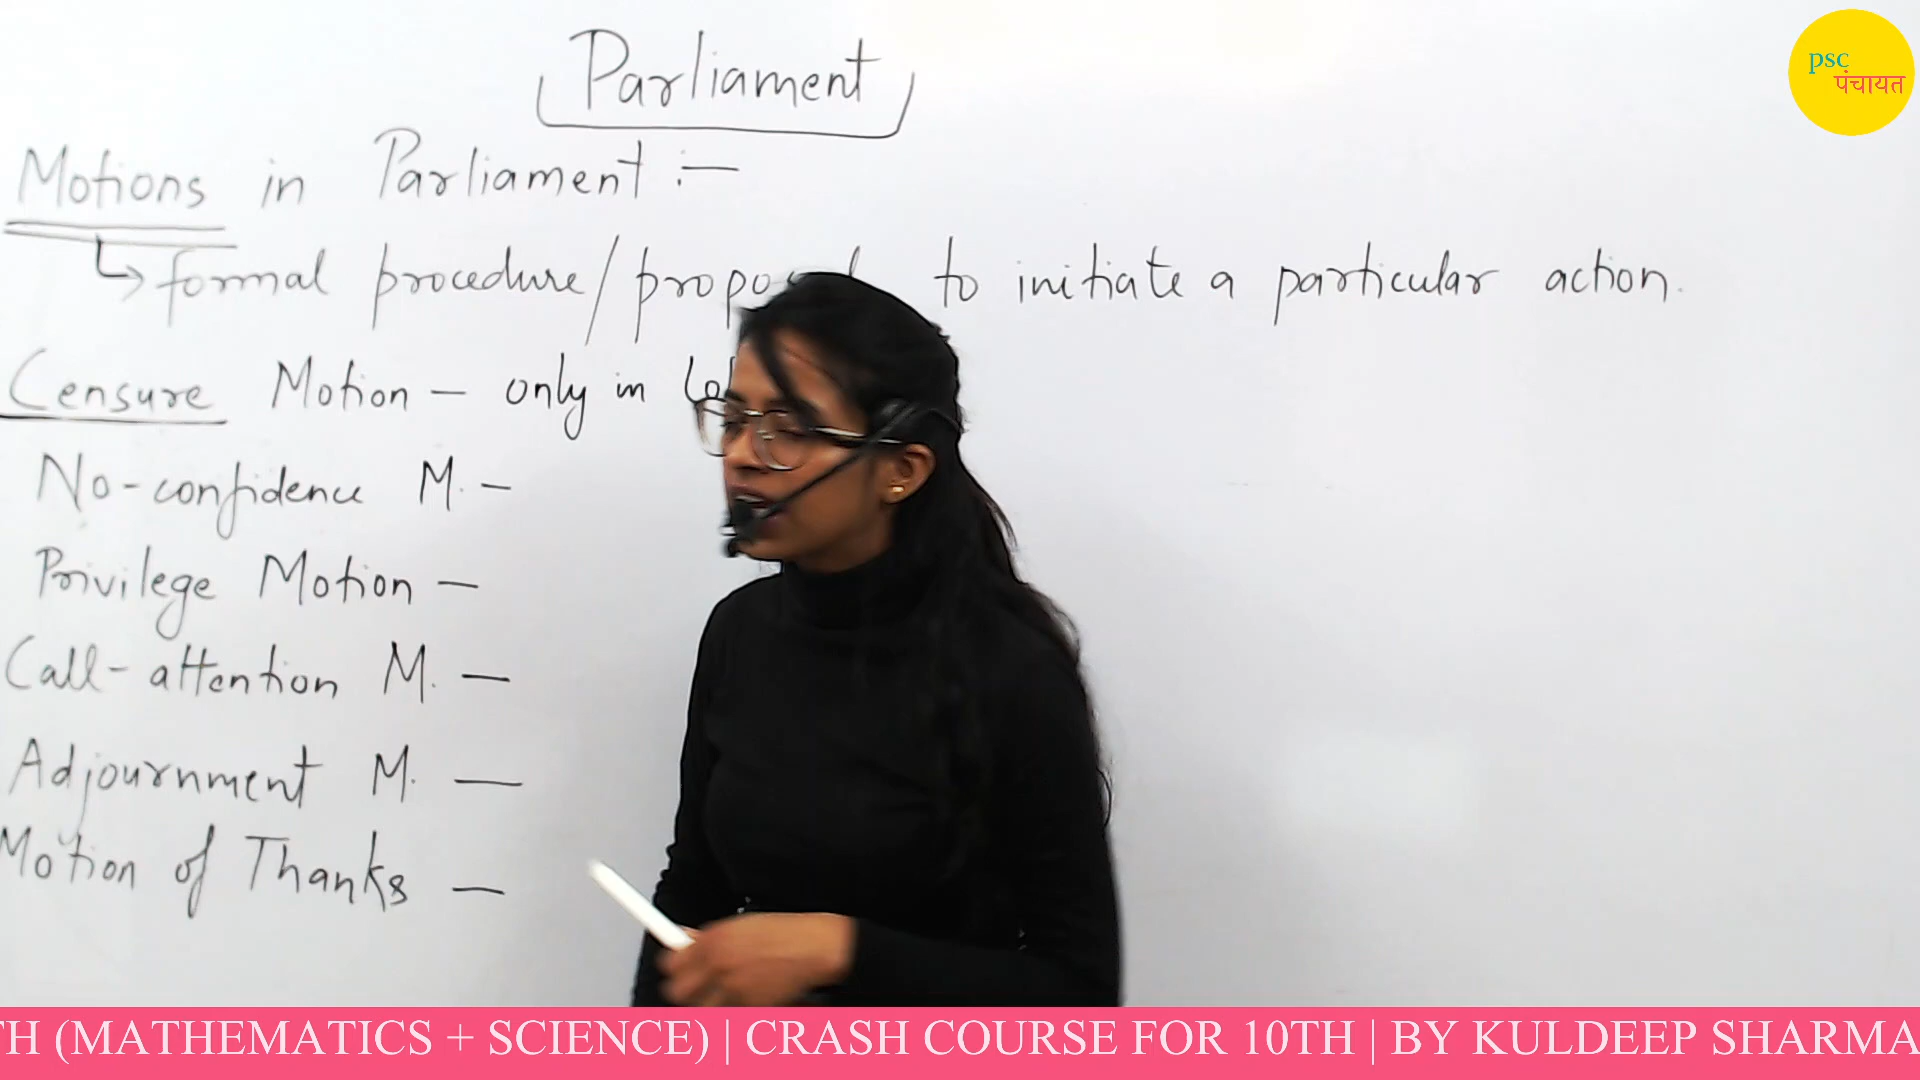 Parliament
psc
पंचायत
Motions in Parliament :-
↳ formal procedure / to initiate a particular action.
Censure Motion - only in
No-confidence M. -
Privilege Motion -
Call-attention M. -
Adjournment M. -
Motion of Thanks -
TH (MATHEMATICS + SCIENCE) | CRASH COURSE FOR 10TH | BY KULDEEP SHARMA